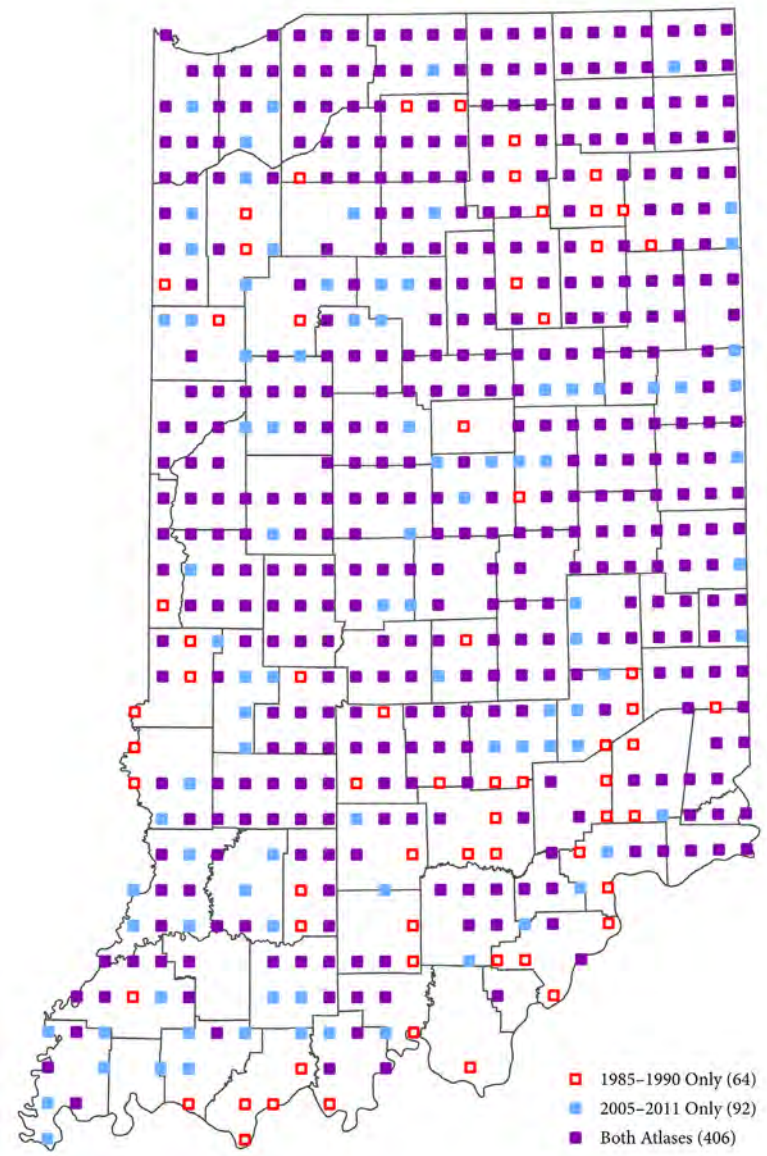 1985–1990 Only (64)
2005–2011 Only (92)
Both Atlases (406)